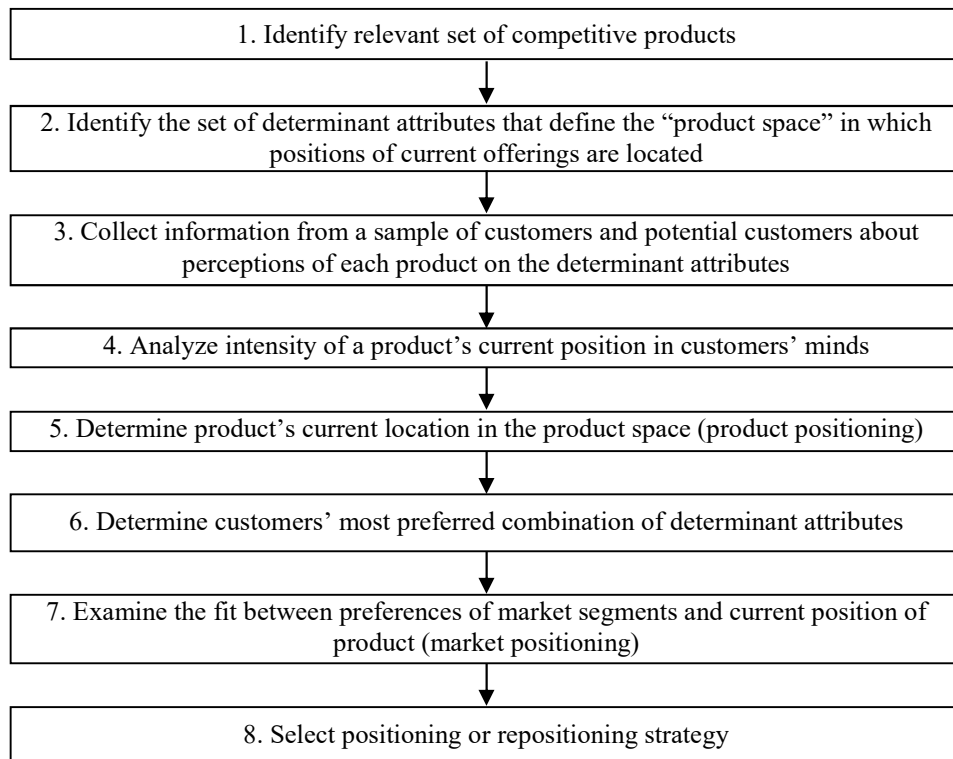 1. Identify relevant set of competitive products
2. Identify the set of determinant attributes that define the “product space” in which
positions of current offerings are located
3. Collect information from a sample of customers and potential customers about
perceptions of each product on the determinant attributes
4. Analyze intensity of a product’s current position in customers’ minds
5. Determine product’s current location in the product space (product positioning)
6. Determine customers’ most preferred combination of determinant attributes
7. Examine the fit between preferences of market segments and current position of
product (market positioning)
8. Select positioning or repositioning strategy